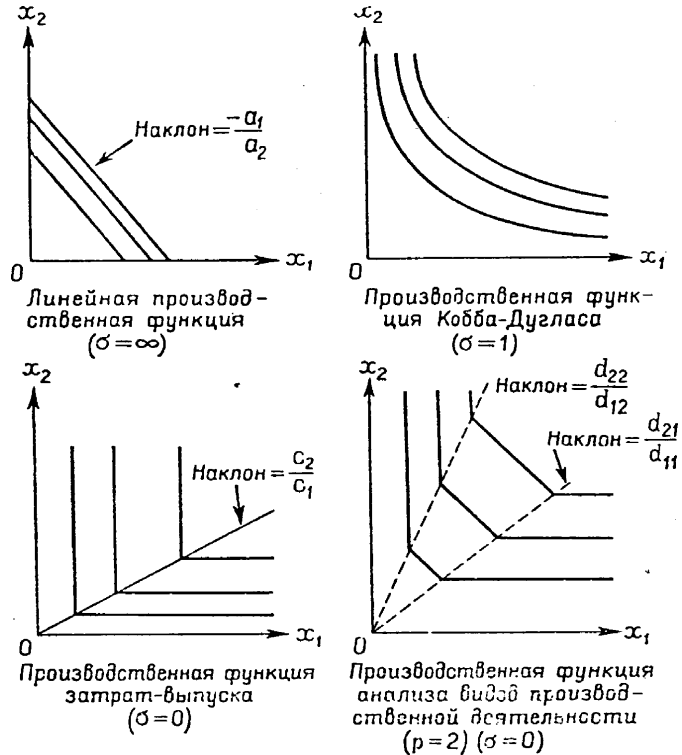 x₂
Наклон = -a₁/a₂
0
x₁
Линейная производ-
ственная функция
(σ=∞)
x₂
0
x₁
Производственная функ-
ция Кобба-Дугласа
(σ=1)
x₂
Наклон = c₂/c₁
0
x₁
Производственная функция
затрат-выпуска
(σ=0)
x₂
Наклон = d₂₂/d₁₂
Наклон = d₂₁/d₁₁
0
x₁
Производственная функция
анализа видов производ-
ственной деятельности
(p=2) (σ=0)